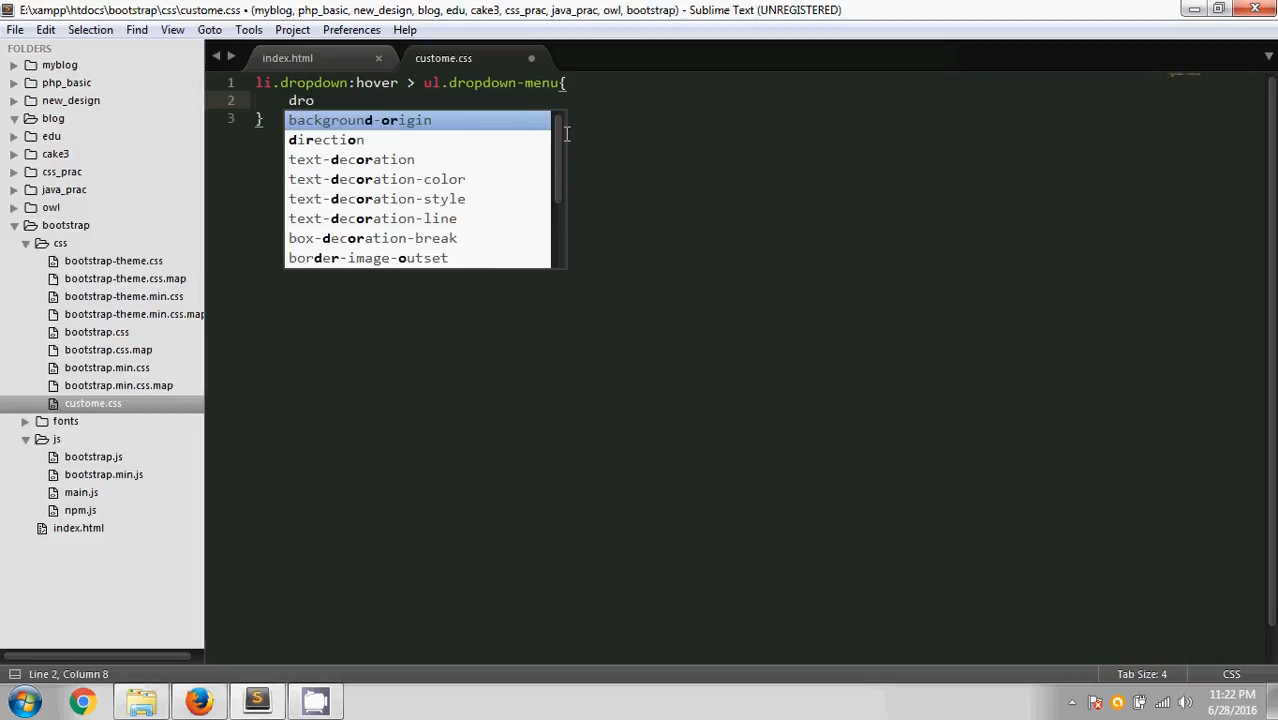 E:\xampp\htdocs\bootstrap\css\custome.css • (myblog, php_basic, new_design, blog, edu, cake3, css_prac, java_prac, owl, bootstrap) - Sublime Text (UNREGISTERED)
File Edit Selection Find View Goto Tools Project Preferences Help
FOLDERS
myblog
php_basic
new_design
blog
edu
cake3
css_prac
java_prac
owl
bootstrap
css
bootstrap-theme.css
bootstrap-theme.css.map
bootstrap-theme.min.css
bootstrap-theme.min.css.map
bootstrap.css
bootstrap.css.map
bootstrap.min.css
bootstrap.min.css.map
custome.css
fonts
js
bootstrap.js
bootstrap.min.js
main.js
npm.js
index.html
index.html × custome.css
1 li.dropdown:hover > ul.dropdown-menu{
2 dro
3 }
background-origin
direction
text-decoration
text-decoration-color
text-decoration-style
text-decoration-line
box-decoration-break
border-image-outset
Line 2, Column 8 Tab Size: 4 CSS
11:22 PM
6/28/2016